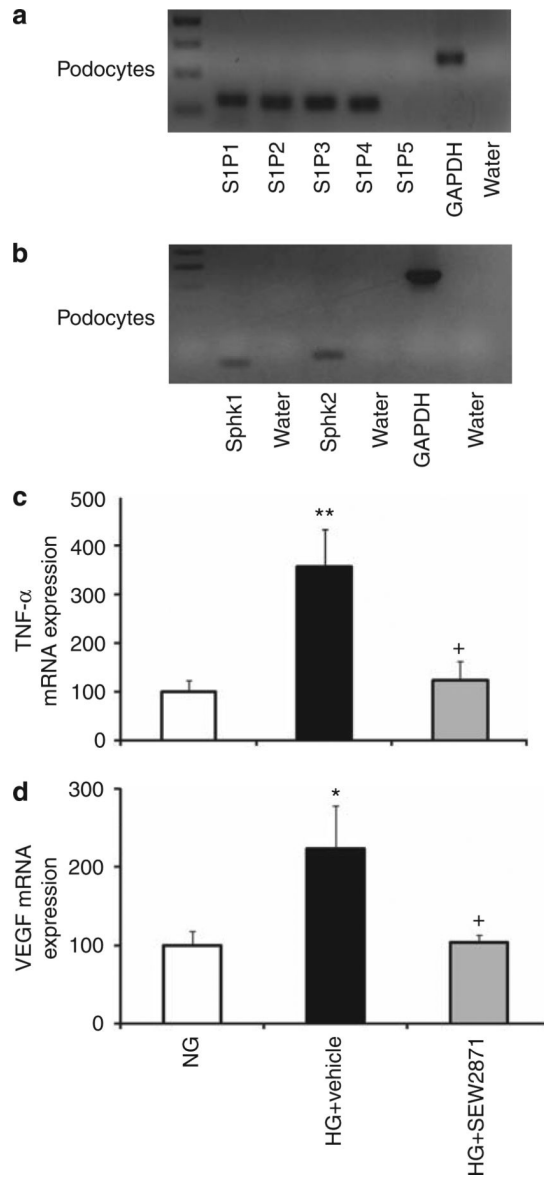 a
Podocytes
S1P1
S1P2
S1P3
S1P4
S1P5
GAPDH
Water
b
Podocytes
Sphk1
Water
Sphk2
Water
GAPDH
Water
c
TNF-α
mRNA expression
500
400
300
200
100
0
**
+
d
VEGF mRNA
expression
300
200
100
0
*
+
NG
HG+vehicle
HG+SEW2871